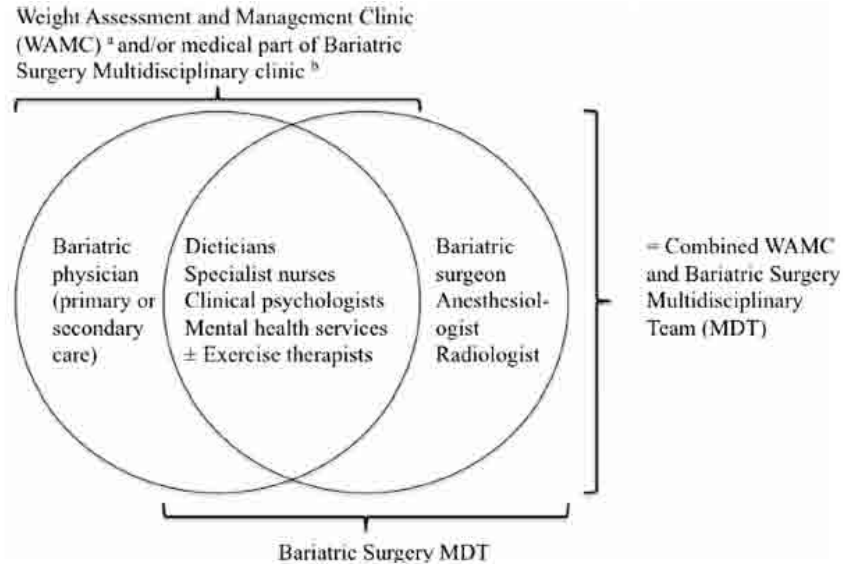 Weight Assessment and Management Clinic
(WAMC) ᵃ and/or medical part of Bariatric
Surgery Multidisciplinary clinic ᵇ
Bariatric
physician
(primary or
secondary
care)
Dieticians
Specialist nurses
Clinical psychologists
Mental health services
± Exercise therapists
Bariatric
surgeon
Anesthesiol-
ogist
Radiologist
= Combined WAMC
and Bariatric Surgery
Multidisciplinary
Team (MDT)
Bariatric Surgery MDT